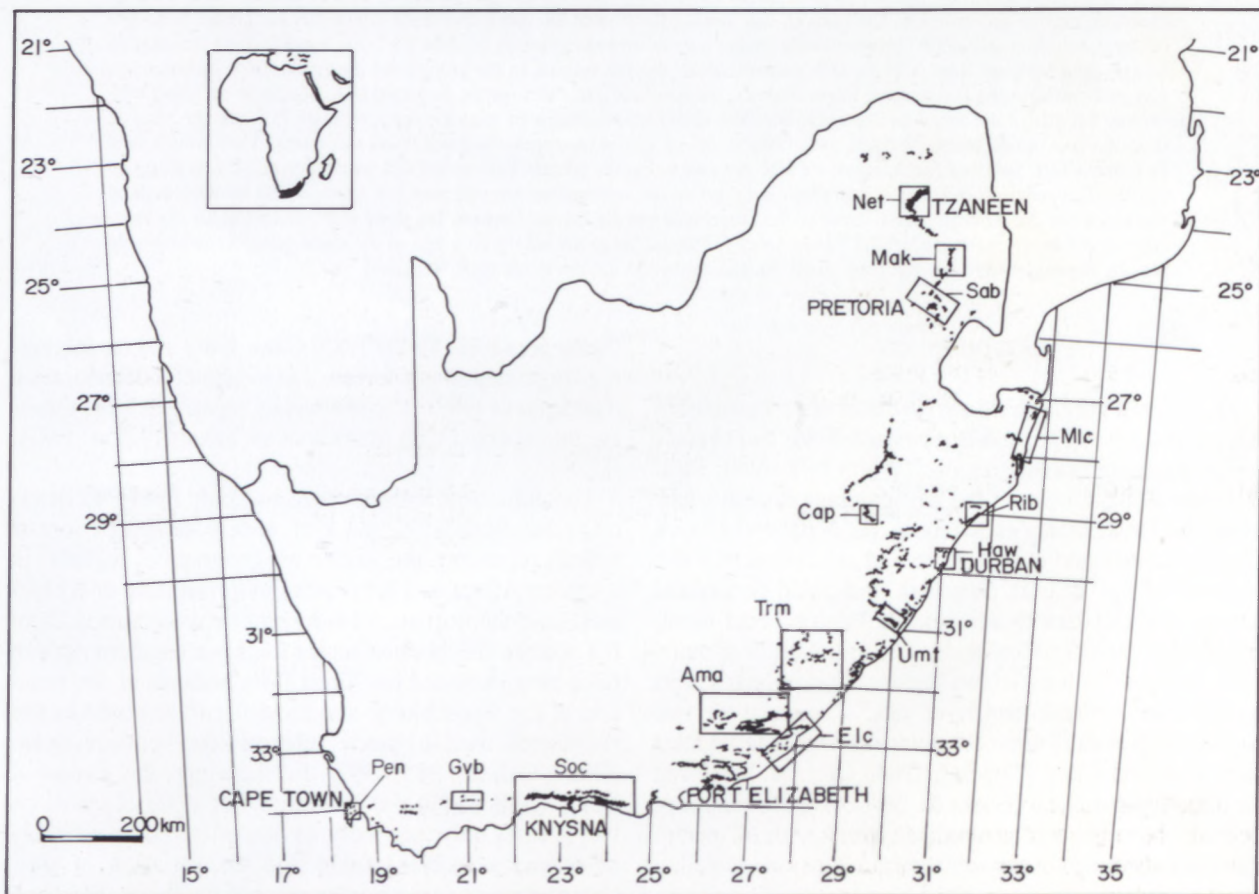 21°
21°
23°
23°
Net
TZANEEN
Mak
Sab
25°
25°
PRETORIA
27°
27°
Mlc
Cap
Rib
29°
29°
Haw
DURBAN
Trm
31°
31°
Umt
Ama
Elc
33°
33°
Pen
Gvb
Soc
CAPE TOWN
PORT ELIZABETH
KNYSNA
0 200km
15° 17° 19 21° 23° 25° 27° 29° 31° 33° 35°